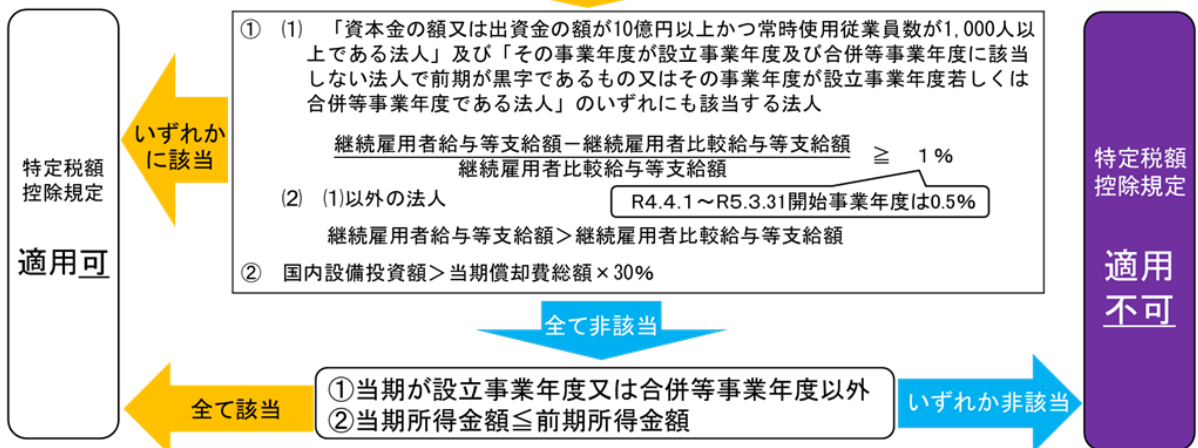 ① ⑴ 「資本金の額又は出資金の額が10億円以上かつ常時使用従業員数が1,000人以
上である法人」及び「その事業年度が設立事業年度及び合併等事業年度に該当
しない法人で前期が黒字であるもの又はその事業年度が設立事業年度若しくは
合併等事業年度である法人」のいずれにも該当する法人
継続雇用者給与等支給額－継続雇用者比較給与等支給額
継続雇用者比較給与等支給額
≧ 1％
R4.4.1～R5.3.31開始事業年度は0.5％
⑵ ⑴以外の法人
継続雇用者給与等支給額＞継続雇用者比較給与等支給額
② 国内設備投資額＞当期償却費総額×30％
いずれか
に該当
特定税額
控除規定
適用可
特定税額
控除規定
適用
不可
全て非該当
全て該当
①当期が設立事業年度又は合併等事業年度以外
②当期所得金額≦前期所得金額
いずれか非該当